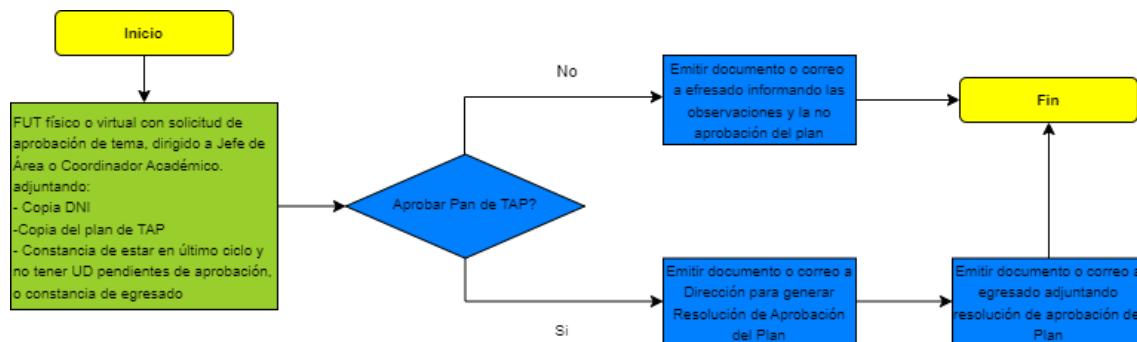 Inicio
FUT físico o virtual con solicitud de
aprobación de tema, dirigido a Jefe de
Área o Coordinador Académico.
adjuntando:
- Copia DNI
-Copia del plan de TAP
- Constancia de estar en último ciclo y
no tener UD pendientes de aprobación,
o constancia de egresado
Aprobar Pan de TAP?
No
Emitir documento o correo
a efresado informando las
observaciones y la no
aprobación del plan
Fin
Si
Emitir documento o correo a
Dirección para generar
Resolución de Aprobación
del Plan
Emitir documento o correo a
egresado adjuntando
resolución de aprobación de
Plan